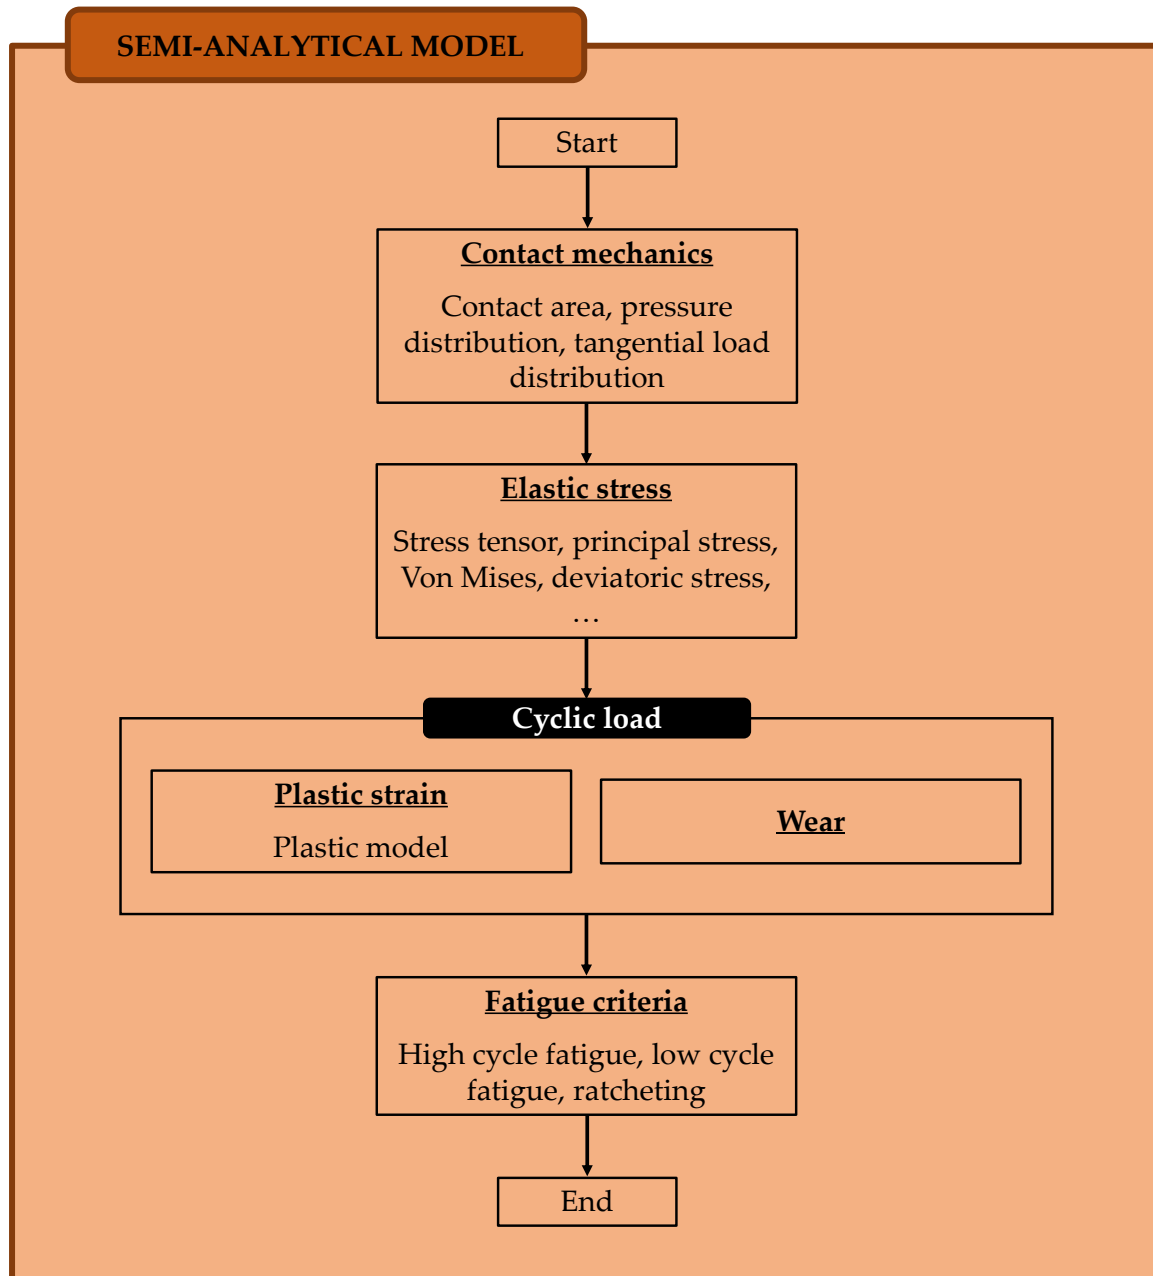 SEMI-ANALYTICAL MODEL
Start
Contact mechanics
Contact area, pressure
distribution, tangential load
distribution
Elastic stress
Stress tensor, principal stress,
Von Mises, deviatoric stress,
…
Cyclic load
Plastic strain
Plastic model
Wear
Fatigue criteria
High cycle fatigue, low cycle
fatigue, ratcheting
End